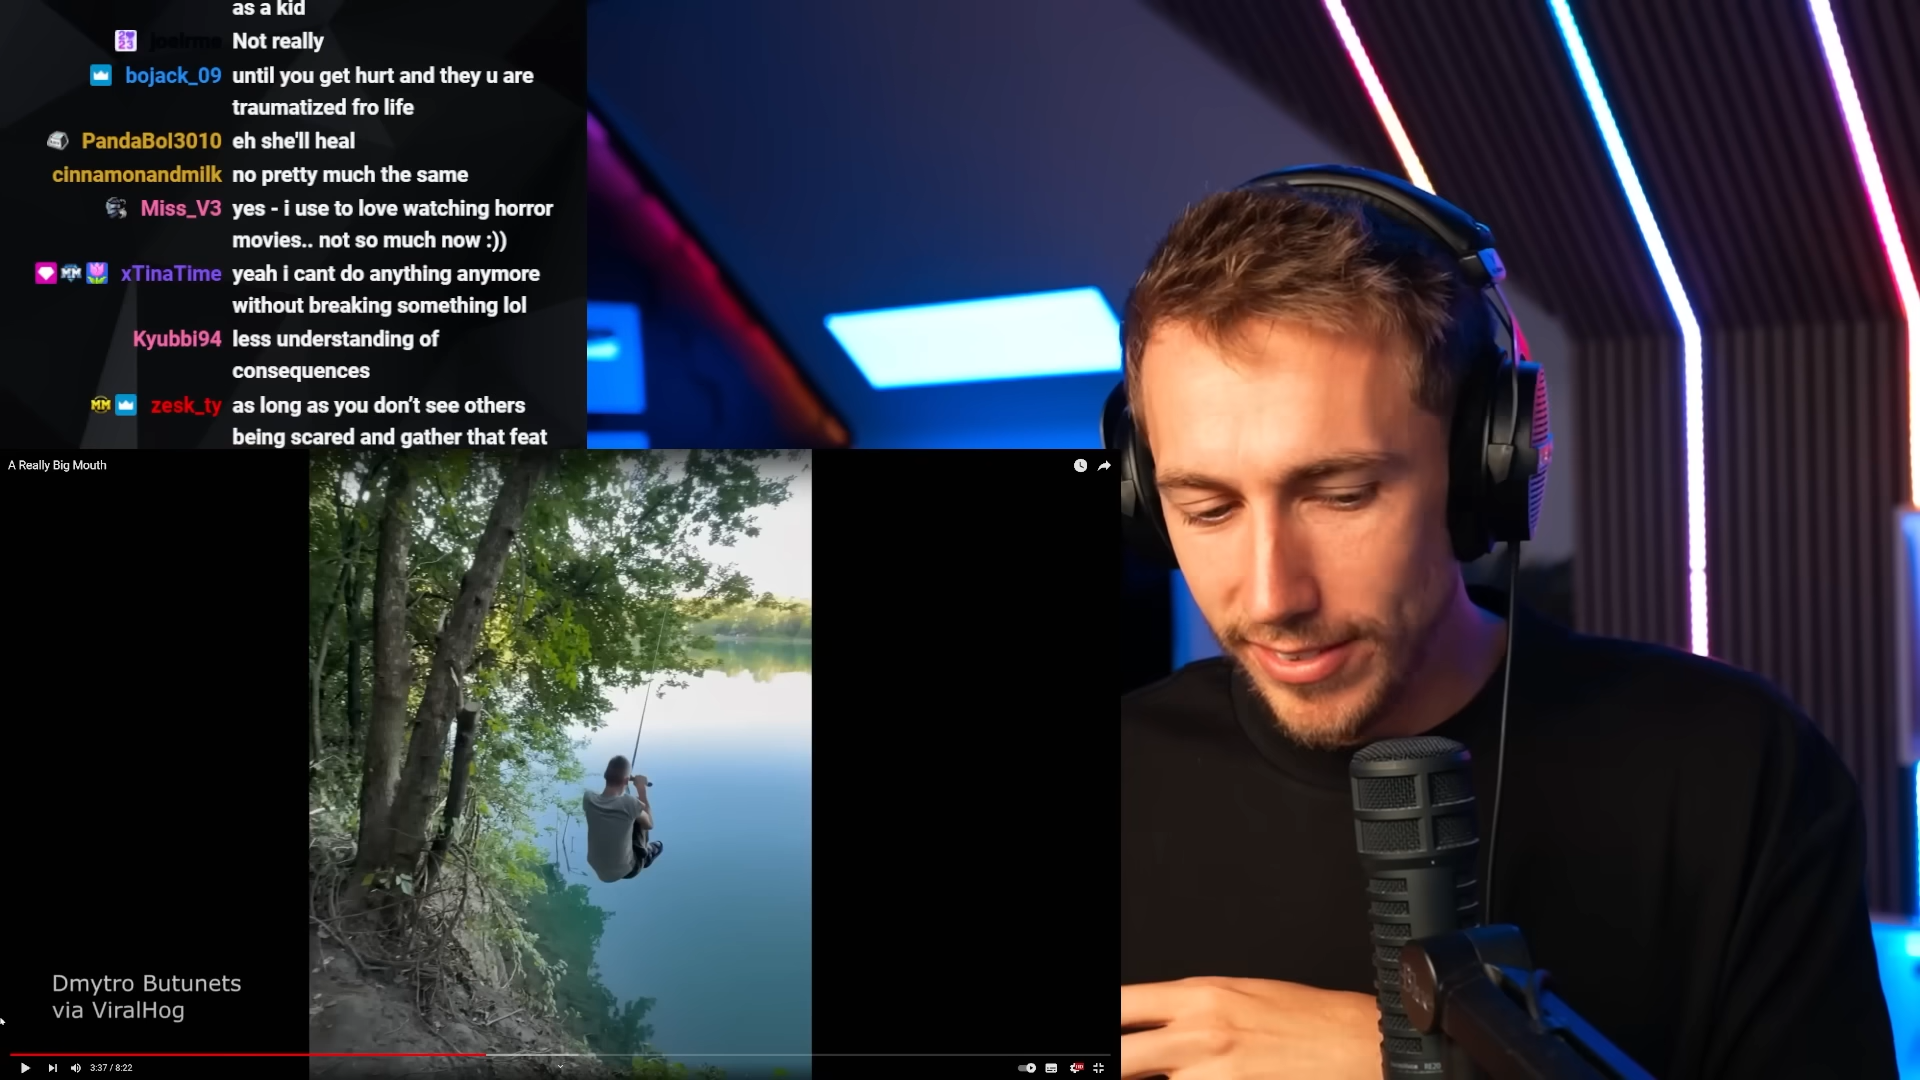 as a kid
joelrme Not really
bojack_09 until you get hurt and they u are
traumatized fro life
PandaBol3010 eh she'll heal
cinnamonandmilk no pretty much the same
Miss_V3 yes - i use to love watching horror
movies.. not so much now :))
xTinaTime yeah i cant do anything anymore
without breaking something lol
Kyubbi94 less understanding of
consequences
zesk_ty as long as you don’t see others
being scared and gather that feat
A Really Big Mouth
Dmytro Butunets
via ViralHog
3:37 / 8:22